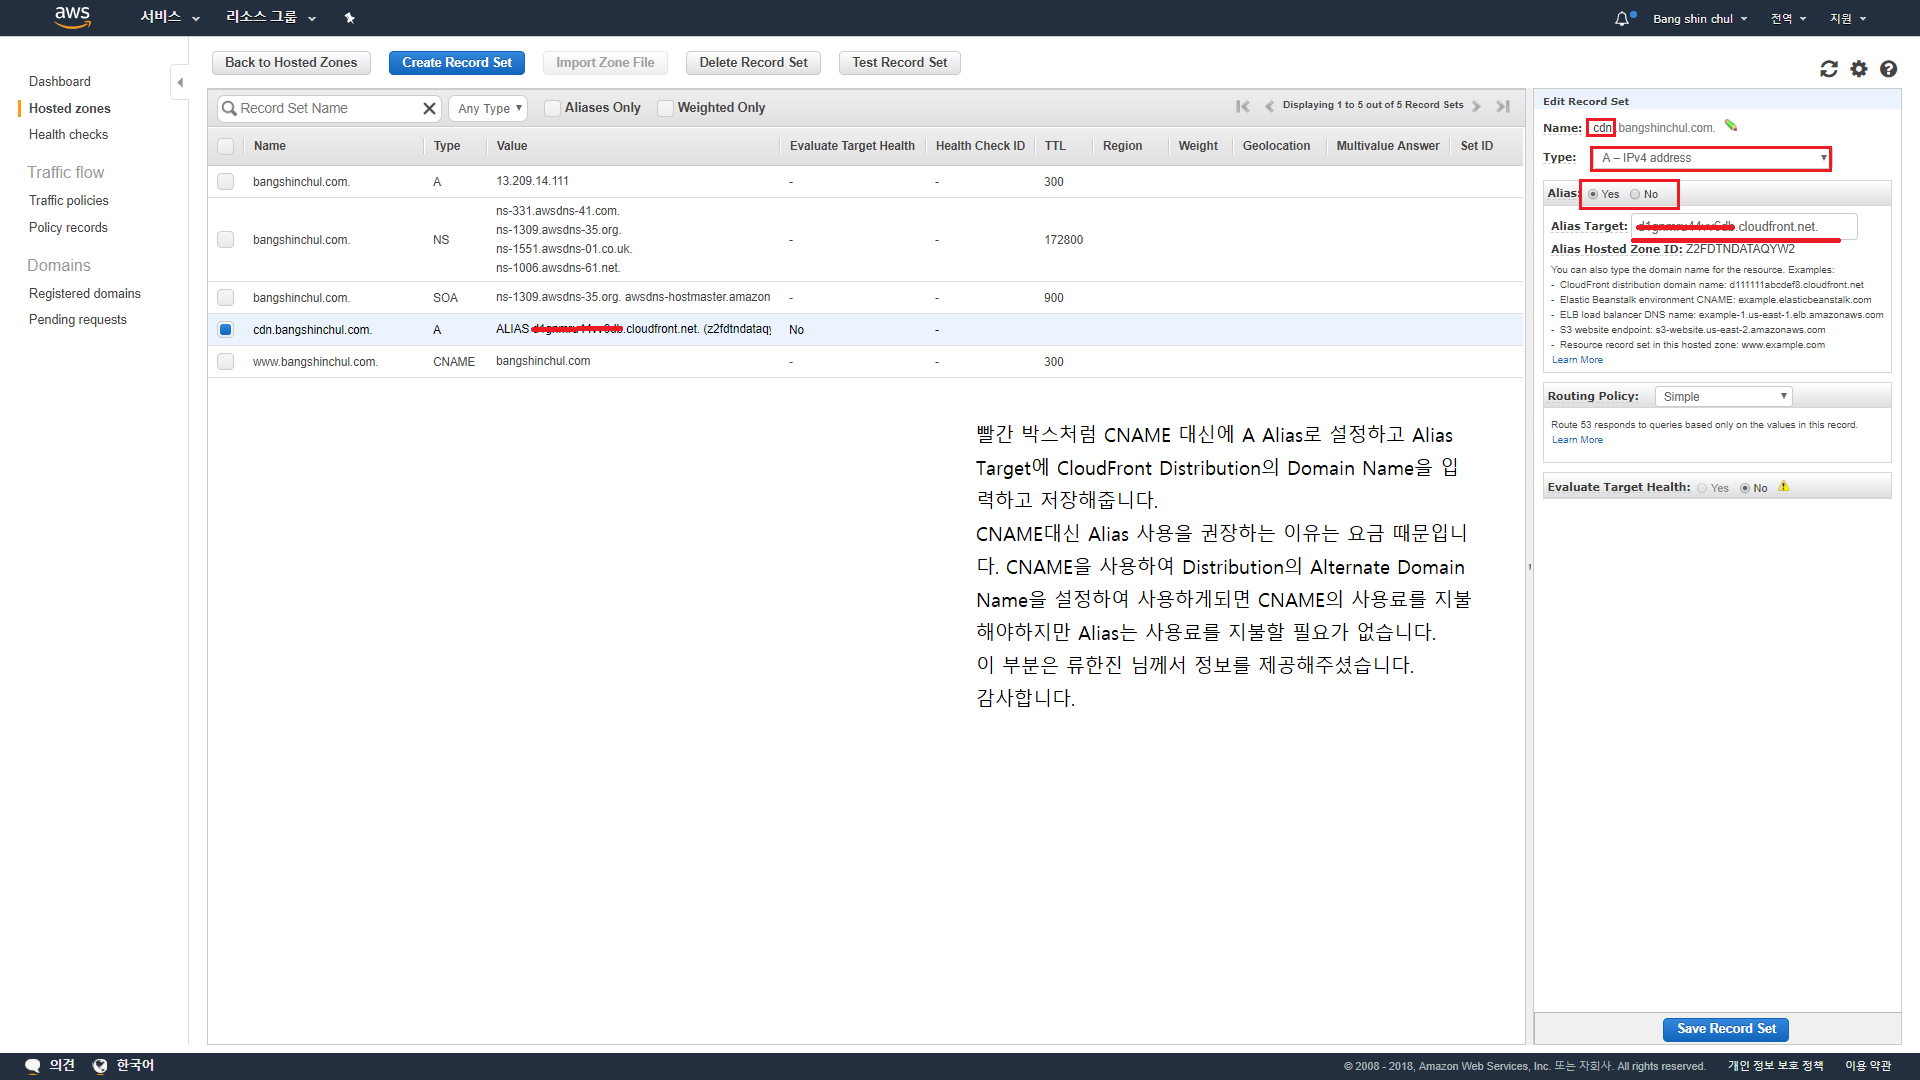 aws 서비스 리소스 그룹 Bang shin chul 전역 지원
Dashboard
Hosted zones
Health checks
Traffic flow
Traffic policies
Policy records
Domains
Registered domains
Pending requests
Back to Hosted Zones Create Record Set Import Zone File Delete Record Set Test Record Set
Record Set Name Any Type Aliases Only Weighted Only Displaying 1 to 5 out of 5 Record Sets
Name Type Value Evaluate Target Health Health Check ID TTL Region Weight Geolocation Multivalue Answer Set ID
bangshinchul.com. A 13.209.14.111 - - 300
bangshinchul.com. NS ns-331.awsdns-41.com. - - 172800
ns-1309.awsdns-35.org.
ns-1551.awsdns-01.co.uk.
ns-1006.awsdns-61.net.
bangshinchul.com. SOA ns-1309.awsdns-35.org. awsdns-hostmaster.amazon - - 900
cdn.bangshinchul.com. A ALIAS .cloudfront.net. (z2fdtndataqy No -
www.bangshinchul.com. CNAME bangshinchul.com - - 300
빨간 박스처럼 CNAME 대신에 A Alias로 설정하고 Alias
Target에 CloudFront Distribution의 Domain Name을 입
력하고 저장해줍니다.
CNAME대신 Alias 사용을 권장하는 이유는 요금 때문입니
다. CNAME을 사용하여 Distribution의 Alternate Domain
Name을 설정하여 사용하게되면 CNAME의 사용료를 지불
해야하지만 Alias는 사용료를 지불할 필요가 없습니다.
이 부분은 류한진 님께서 정보를 제공해주셨습니다.
감사합니다.
Edit Record Set
Name: cdn .bangshinchul.com.
Type: A – IPv4 address
Alias: Yes No
Alias Target: .cloudfront.net.
Alias Hosted Zone ID: Z2FDTNDATAQYW2
You can also type the domain name for the resource. Examples:
- CloudFront distribution domain name: d111111abcdef8.cloudfront.net
- Elastic Beanstalk environment CNAME: example.elasticbeanstalk.com
- ELB load balancer DNS name: example-1.us-east-1.elb.amazonaws.com
- S3 website endpoint: s3-website.us-east-2.amazonaws.com
- Resource record set in this hosted zone: www.example.com
Learn More
Routing Policy: Simple
Route 53 responds to queries based only on the values in this record.
Learn More
Evaluate Target Health: Yes No
Save Record Set
의견 한국어 © 2008 - 2018, Amazon Web Services, Inc. 또는 자회사. All rights reserved. 개인 정보 보호 정책 이용 약관